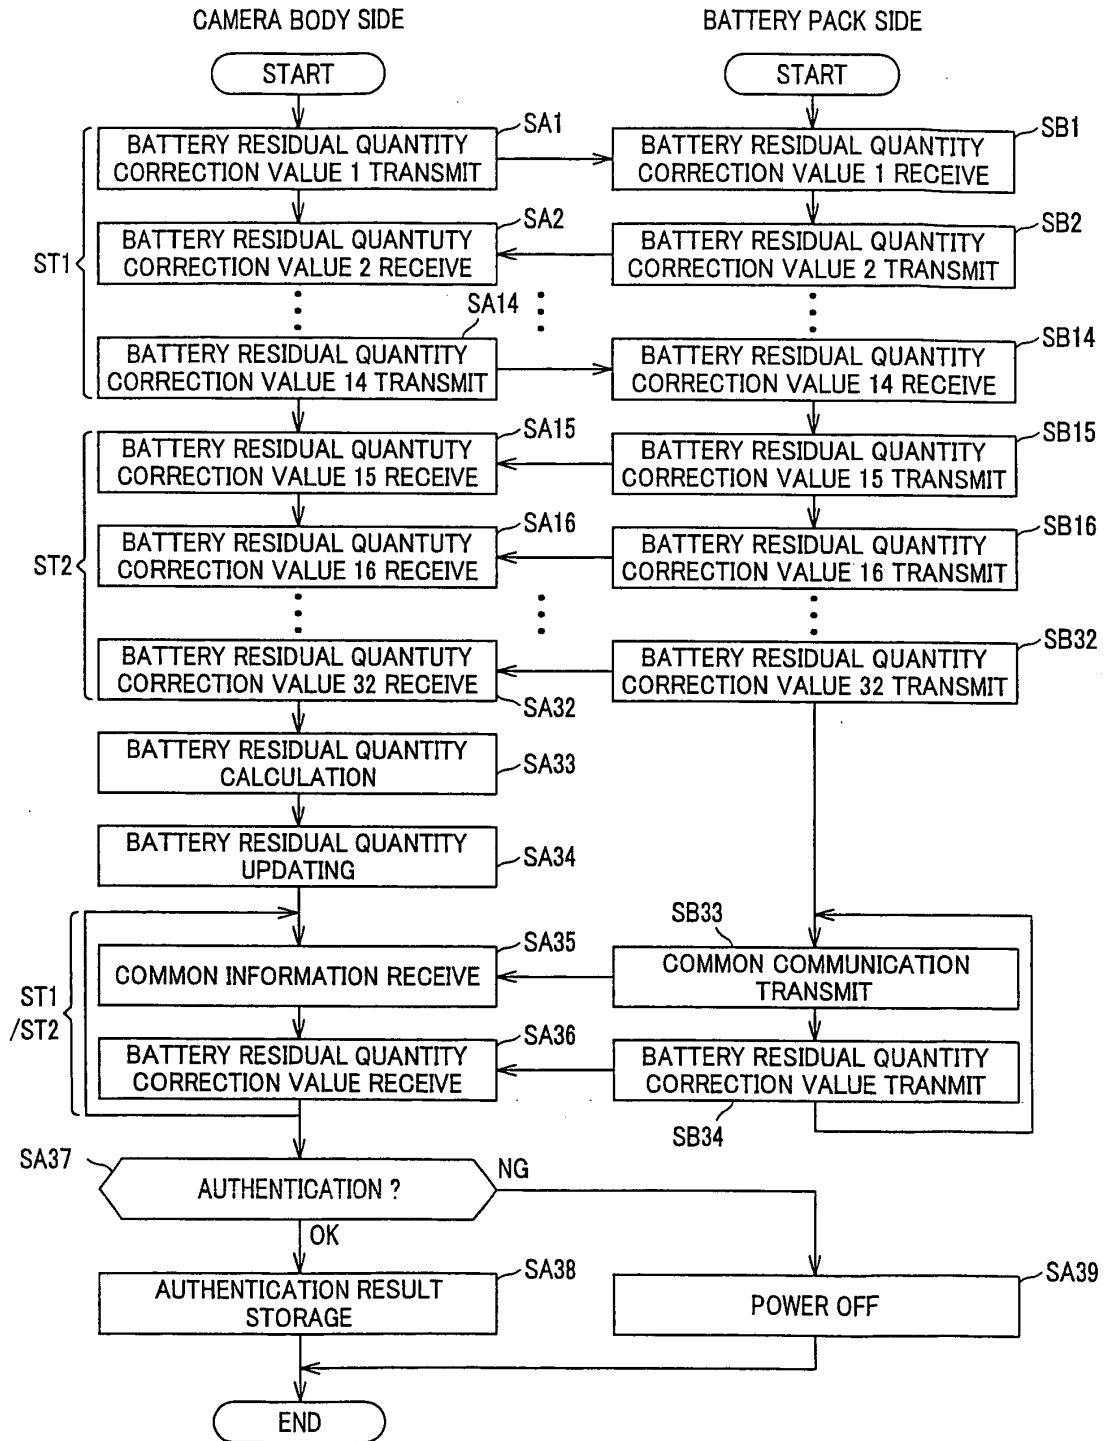 CAMERA BODY SIDE
BATTERY PACK SIDE
START
START
SA1
BATTERY RESIDUAL QUANTITY
CORRECTION VALUE 1 TRANSMIT
SB1
BATTERY RESIDUAL QUANTITY
CORRECTION VALUE 1 RECEIVE
ST1
SA2
BATTERY RESIDUAL QUANTUTY
CORRECTION VALUE 2 RECEIVE
SB2
BATTERY RESIDUAL QUANTITY
CORRECTION VALUE 2 TRANSMIT
SA14
BATTERY RESIDUAL QUANTITY
CORRECTION VALUE 14 TRANSMIT
SB14
BATTERY RESIDUAL QUANTITY
CORRECTION VALUE 14 RECEIVE
ST2
SA15
BATTERY RESIDUAL QUANTUTY
CORRECTION VALUE 15 RECEIVE
SB15
BATTERY RESIDUAL QUANTITY
CORRECTION VALUE 15 TRANSMIT
SA16
BATTERY RESIDUAL QUANTUTY
CORRECTION VALUE 16 RECEIVE
SB16
BATTERY RESIDUAL QUANTITY
CORRECTION VALUE 16 TRANSMIT
BATTERY RESIDUAL QUANTUTY
CORRECTION VALUE 32 RECEIVE
SA32
SB32
BATTERY RESIDUAL QUANTITY
CORRECTION VALUE 32 TRANSMIT
BATTERY RESIDUAL QUANTITY
CALCULATION
SA33
BATTERY RESIDUAL QUANTITY
UPDATING
SA34
ST1
/ST2
SA35
COMMON INFORMATION RECEIVE
SB33
COMMON COMMUNICATION
TRANSMIT
SA36
BATTERY RESIDUAL QUANTITY
CORRECTION VALUE RECEIVE
BATTERY RESIDUAL QUANTITY
CORRECTION VALUE TRANMIT
SB34
SA37
AUTHENTICATION ?
NG
OK
SA38
AUTHENTICATION RESULT
STORAGE
SA39
POWER OFF
END